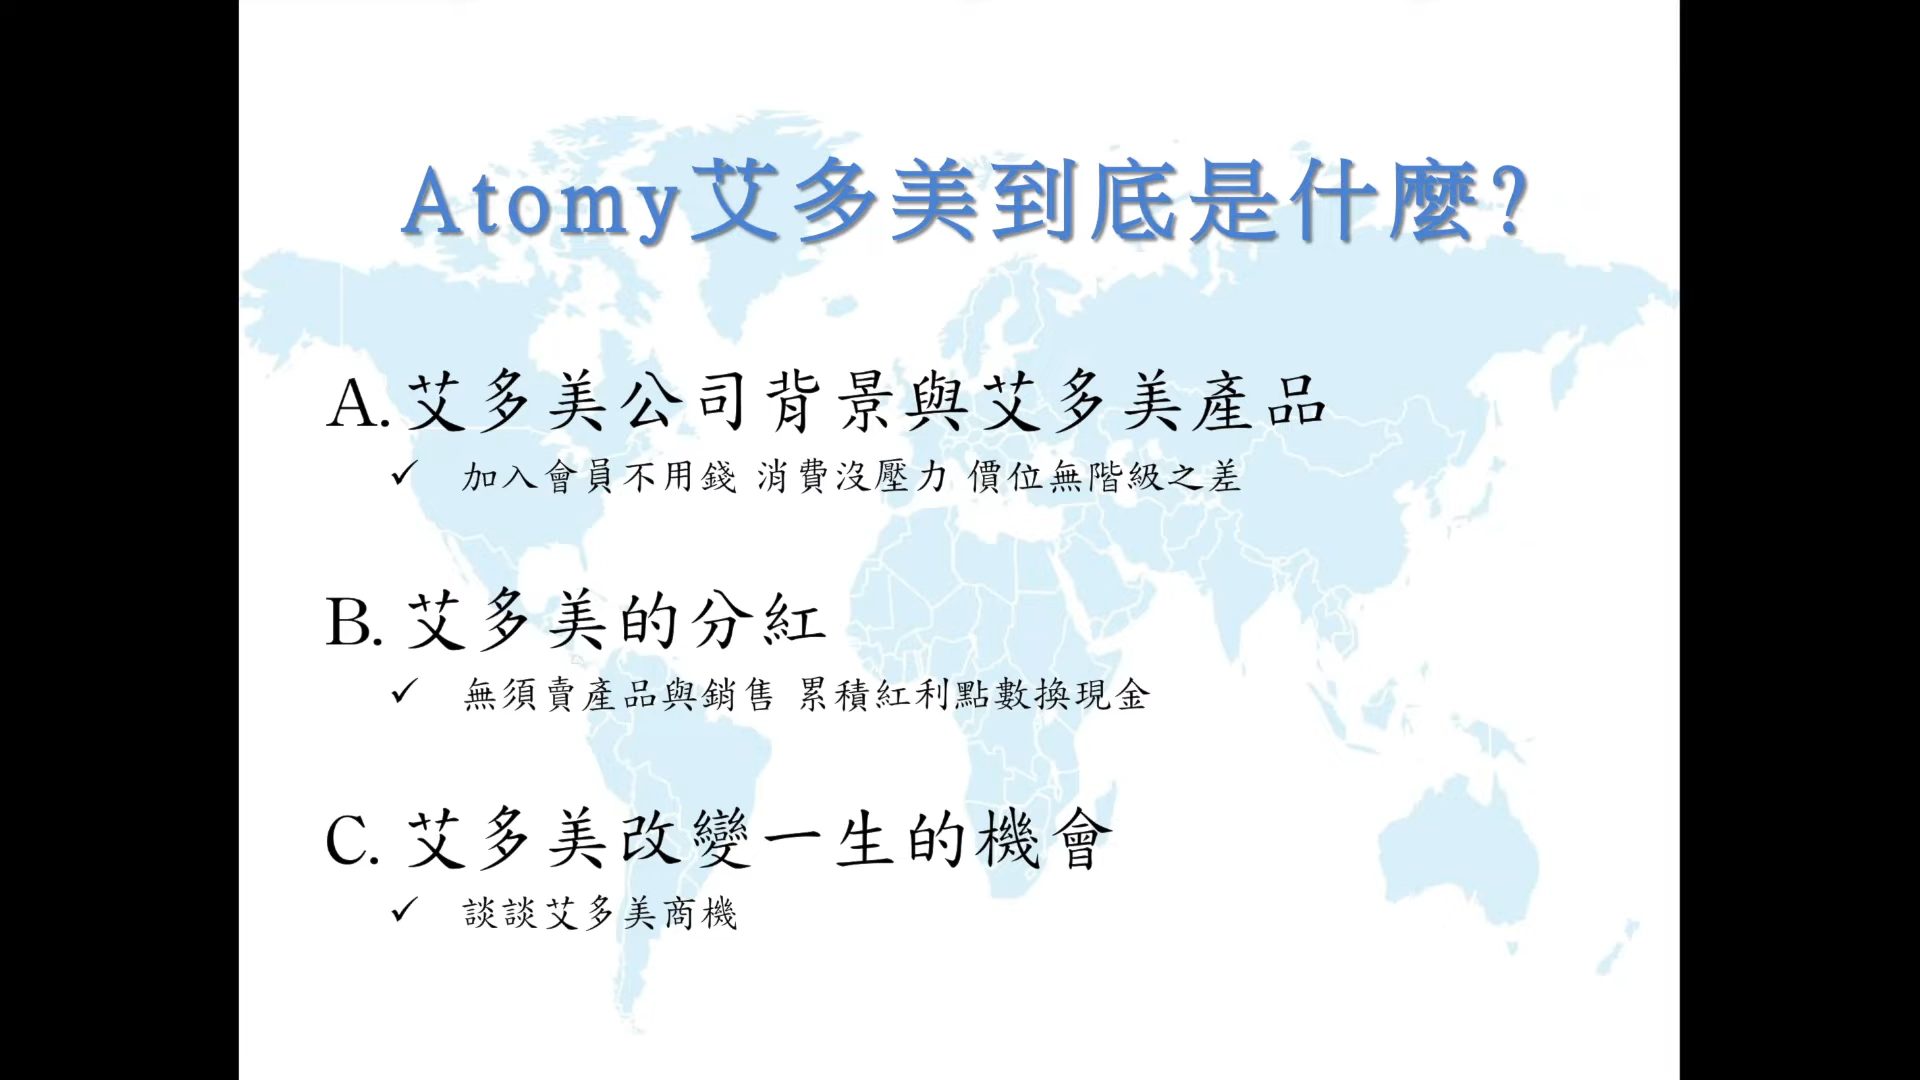 Atomy艾多美到底是什麼?
A.艾多美公司背景與艾多美產品
✓ 加入會員不用錢 消費沒壓力 價位無階級之差
B.艾多美的分紅
✓ 無須賣產品與銷售 累積紅利點數換現金
C.艾多美改變一生的機會
✓ 談談艾多美商機